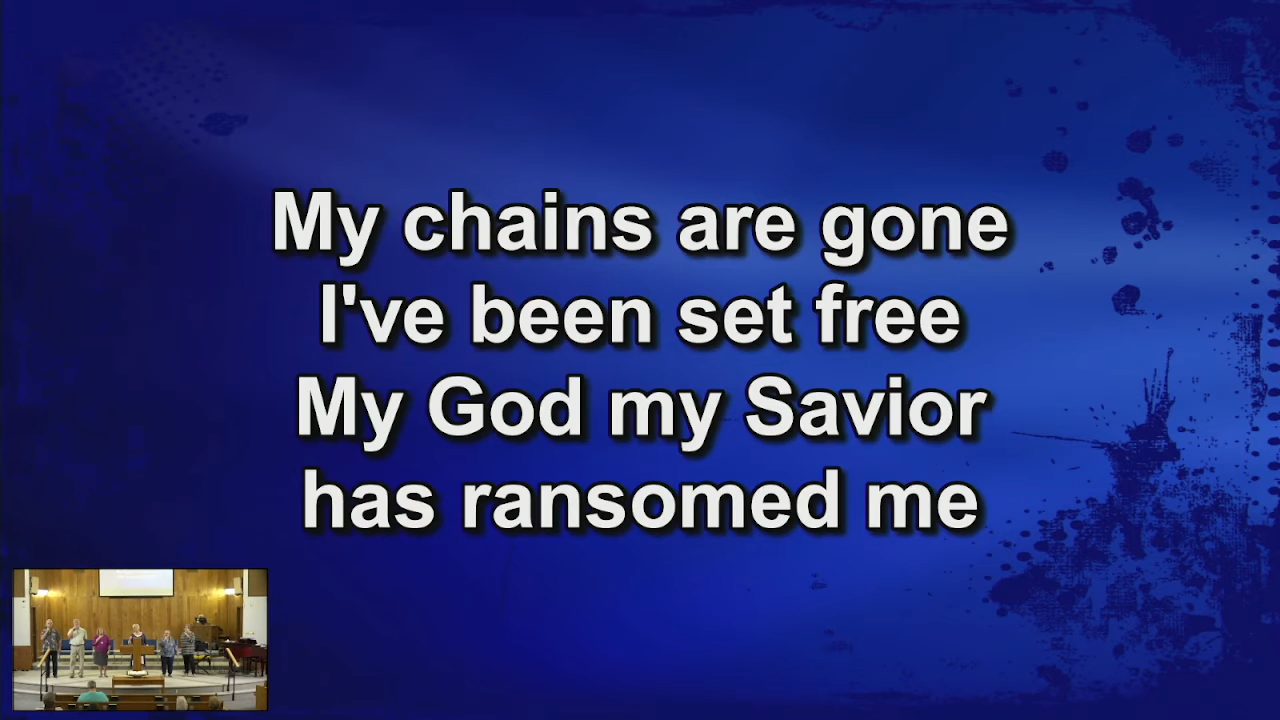 My chains are gone
I've been set free
My God my Savior
has ransomed me